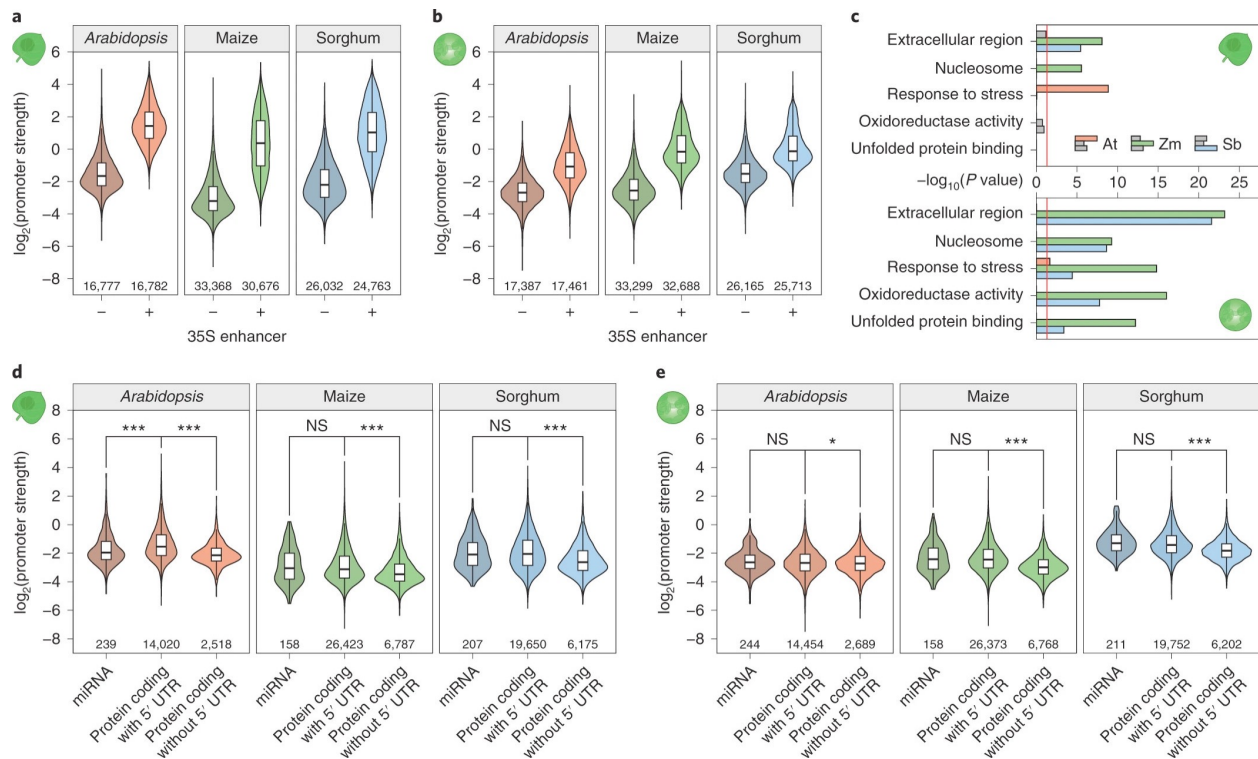 a
Arabidopsis Maize Sorghum
log2(promoter strength)
6
4
2
0
−2
−4
−6
−8
16,777 16,782 33,368 30,676 26,032 24,763
− + − + − +
35S enhancer
b
Arabidopsis Maize Sorghum
log2(promoter strength)
6
4
2
0
−2
−4
−6
−8
17,387 17,461 33,299 32,688 26,165 25,713
− + − + − +
35S enhancer
c
Extracellular region
Nucleosome
Response to stress
Oxidoreductase activity
Unfolded protein binding
At Zm Sb
−log10(P value) 0 5 10 15 20 25
Extracellular region
Nucleosome
Response to stress
Oxidoreductase activity
Unfolded protein binding
d
Arabidopsis Maize Sorghum
log2(promoter strength)
8
6
4
2
0
−2
−4
−6
−8
*** *** NS *** NS ***
239 14,020 2,518 158 26,423 6,787 207 19,650 6,175
miRNA
Protein coding
with 5′ UTR
Protein coding
without 5′ UTR
miRNA
Protein coding
with 5′ UTR
Protein coding
without 5′ UTR
miRNA
Protein coding
with 5′ UTR
Protein coding
without 5′ UTR
e
Arabidopsis Maize Sorghum
log2(promoter strength)
8
6
4
2
0
−2
−4
−6
−8
NS * NS *** NS ***
244 14,454 2,689 158 26,373 6,768 211 19,752 6,202
miRNA
Protein coding
with 5′ UTR
Protein coding
without 5′ UTR
miRNA
Protein coding
with 5′ UTR
Protein coding
without 5′ UTR
miRNA
Protein coding
with 5′ UTR
Protein coding
without 5′ UTR